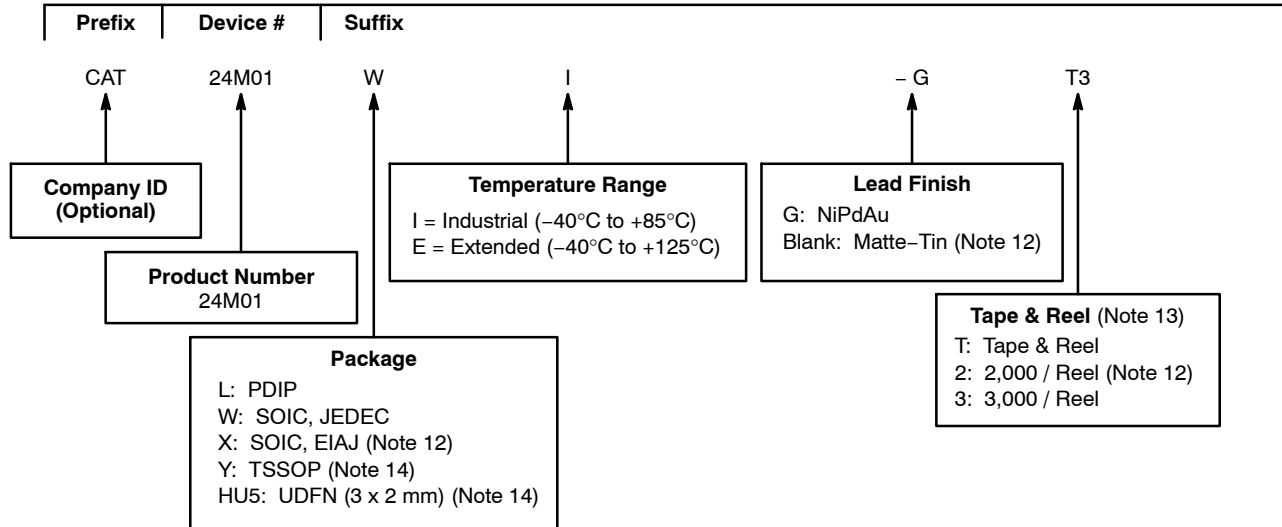 Prefix Device # Suffix
CAT 24M01 W I – G T3
Company ID
(Optional)
Product Number
24M01
Package
L: PDIP
W: SOIC, JEDEC
X: SOIC, EIAJ (Note 12)
Y: TSSOP (Note 14)
HU5: UDFN (3 x 2 mm) (Note 14)
Temperature Range
I = Industrial (−40°C to +85°C)
E = Extended (−40°C to +125°C)
Lead Finish
G: NiPdAu
Blank: Matte−Tin (Note 12)
Tape & Reel (Note 13)
T: Tape & Reel
2: 2,000 / Reel (Note 12)
3: 3,000 / Reel